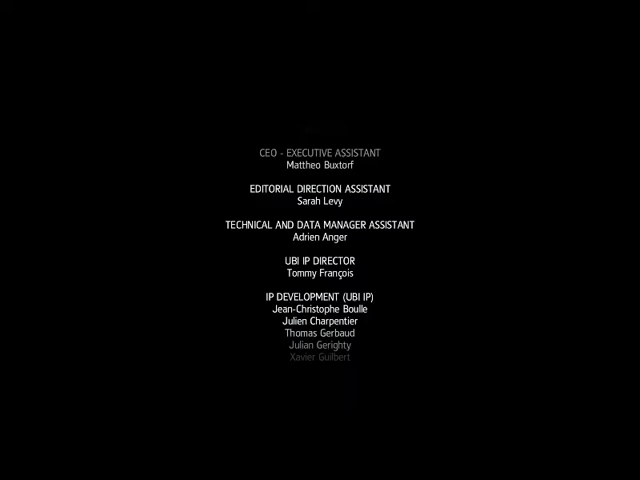 CEO - EXECUTIVE ASSISTANT
Mattheo Buxtorf
EDITORIAL DIRECTION ASSISTANT
Sarah Levy
TECHNICAL AND DATA MANAGER ASSISTANT
Adrien Anger
UBI IP DIRECTOR
Tommy François
IP DEVELOPMENT (UBI IP)
Jean-Christophe Boulle
Julien Charpentier
Thomas Gerbaud
Julian Gerighty
Xavier Guilbert